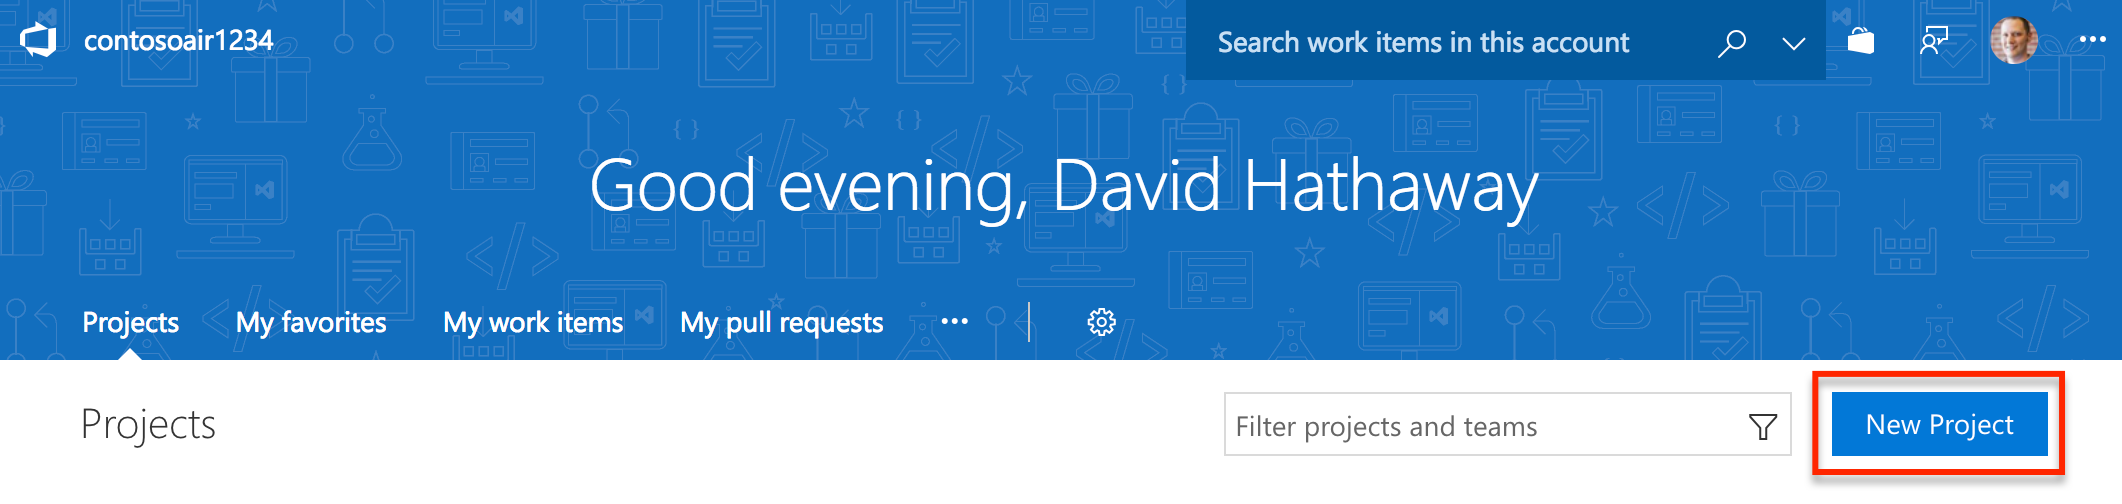 contosoair1234
Search work items in this account
Good evening, David Hathaway
Projects
My favorites
My work items
My pull requests
Projects
Filter projects and teams
New Project